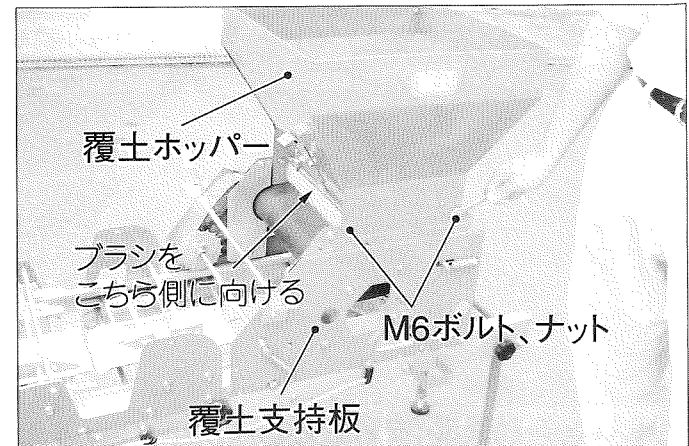 覆土ホッパー
ブラシを
こちら側に向ける
M6ボルト、ナット
覆土支持板